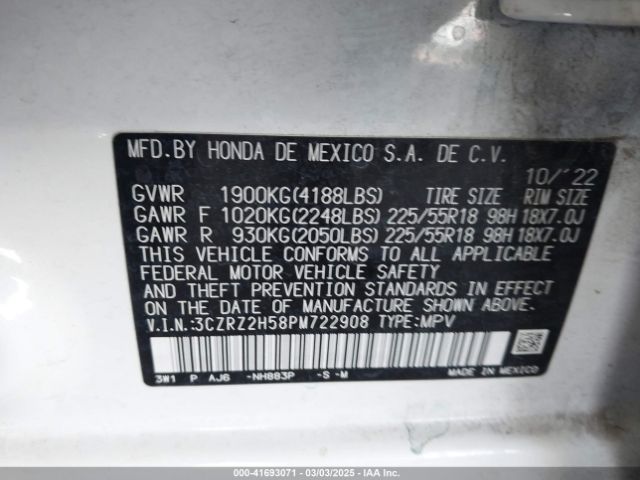 MFD.BY HONDA DE MEXICO S.A. DE C.V.
10/'22
GVWR 1900KG(4188LBS) TIRE SIZE RIM SIZE
GAWR F 1020KG(2248LBS) 225/55R18 98H 18X7.0J
GAWR R 930KG(2050LBS) 225/55R18 98H 18X7.0J
THIS VEHICLE CONFORMS TO ALL APPLICABLE
FEDERAL MOTOR VEHICLE SAFETY
AND THEFT PREVENTION STANDARDS IN EFFECT
ON THE DATE OF MANUFACTURE SHOWN ABOVE.
V.I.N.:3CZRZ2H58PM722908 TYPE:MPV
3W1 P AJ6 -NH883P -S -M
MADE IN MEXICO
000-41693071 | 03/03/2025 | IAAI.COM